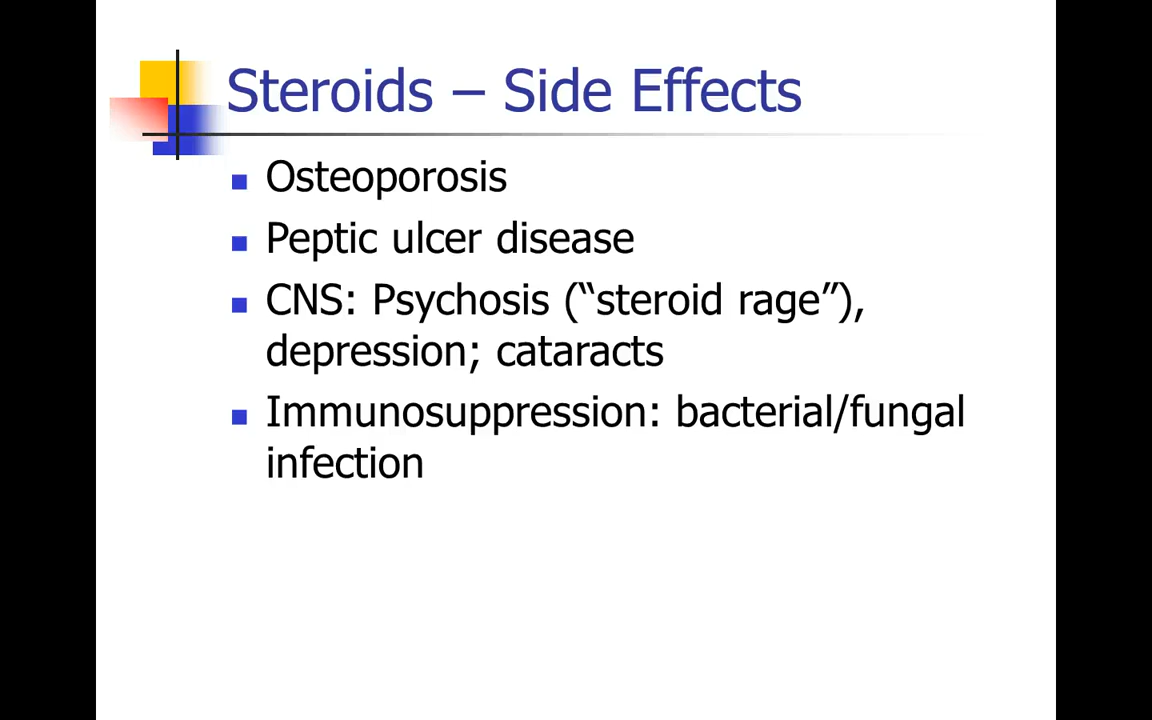 Steroids – Side Effects
Osteoporosis
Peptic ulcer disease
CNS: Psychosis (“steroid rage”),
depression; cataracts
Immunosuppression: bacterial/fungal
infection